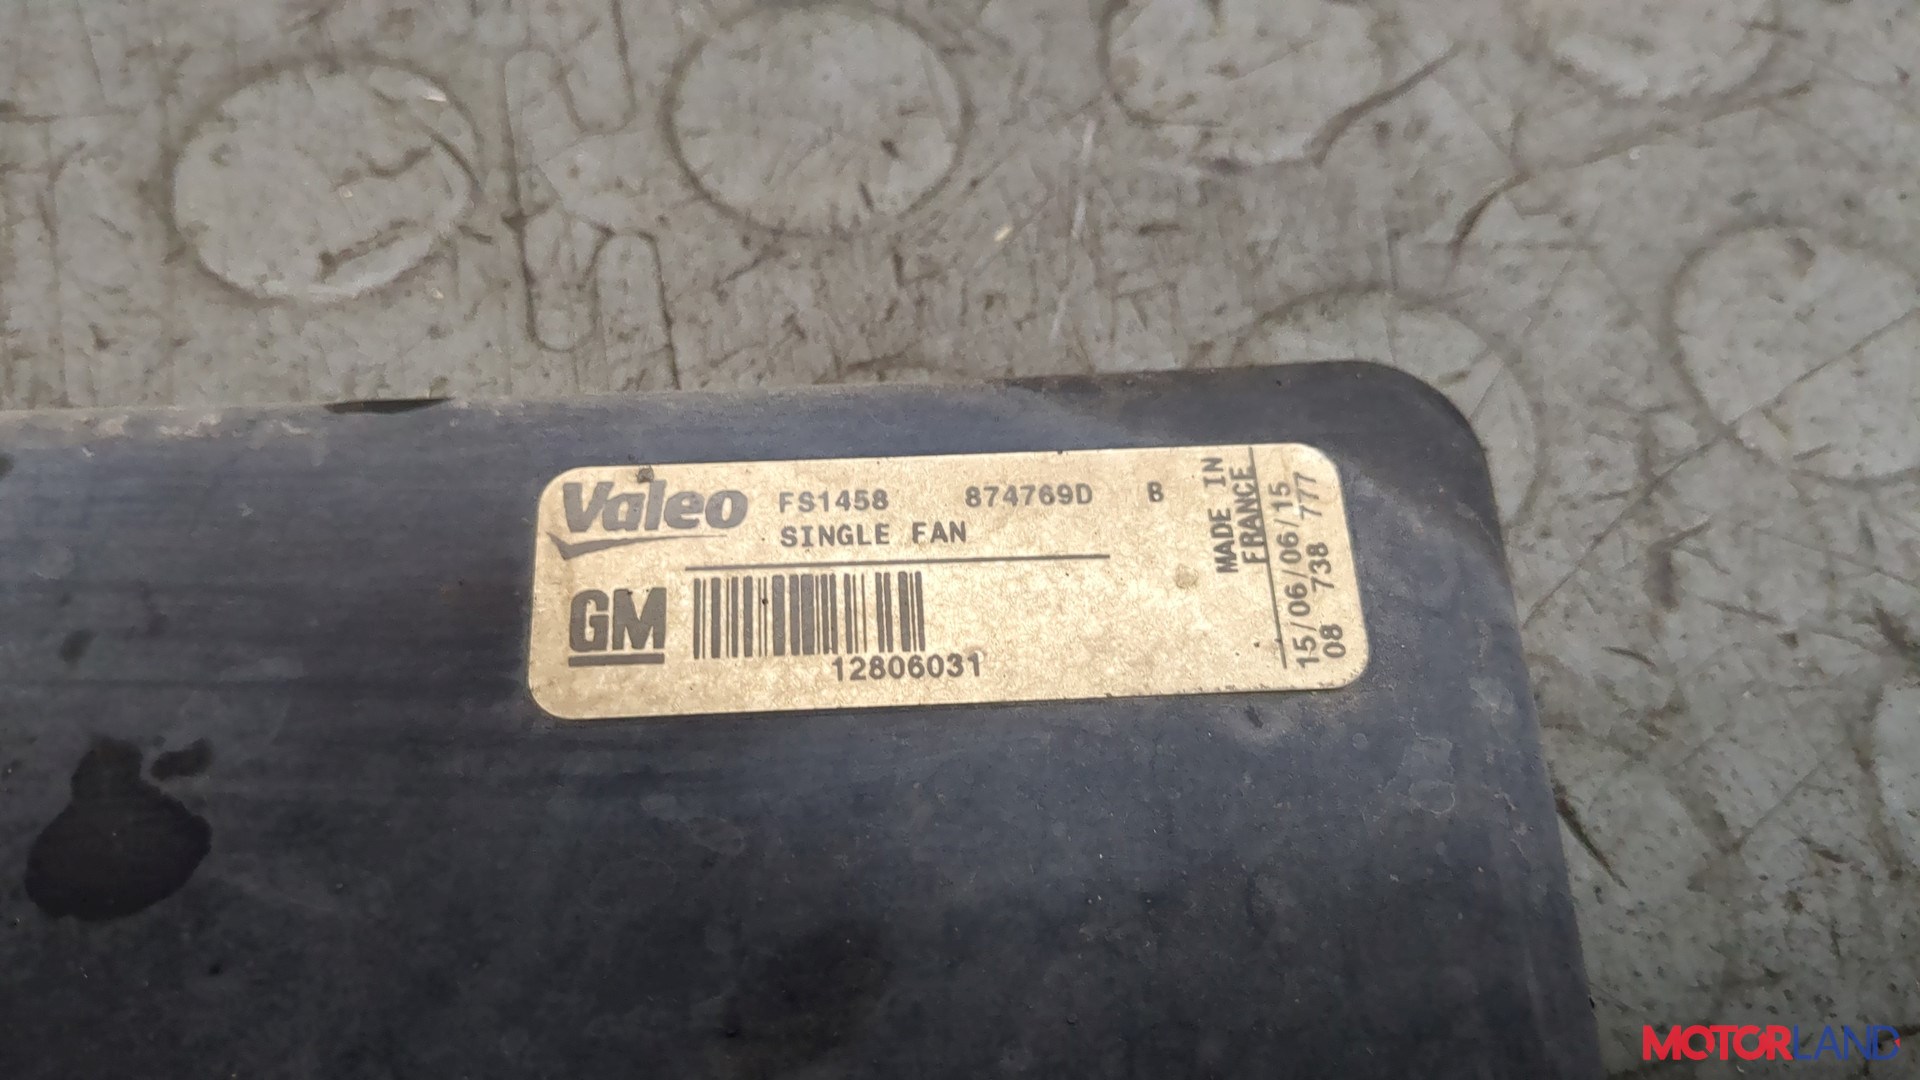 Valeo FS1458 874769D B
SINGLE FAN
GM
12806031
MADE IN
FRANCE
15/06/06/15
08 738 777
MOTORLAND